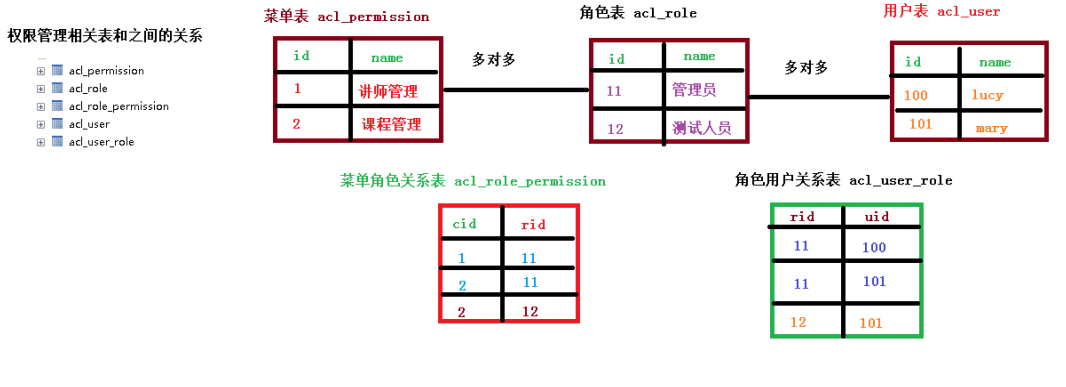 权限管理相关表和之间的关系
acl_permission
acl_role
acl_role_permission
acl_user
acl_user_role
菜单表 acl_permission
id name
1 讲师管理
2 课程管理
多对多
角色表 acl_role
id name
11 管理员
12 测试人员
多对多
用户表 acl_user
id name
100 lucy
101 mary
菜单角色关系表 acl_role_permission
cid rid
1 11
2 11
2 12
角色用户关系表 acl_user_role
rid uid
11 100
11 101
12 101